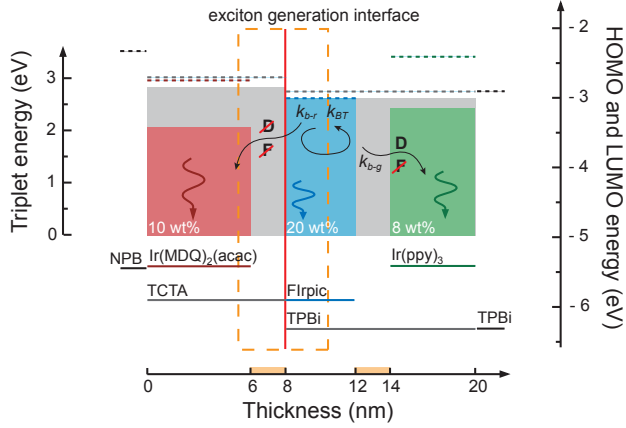 exciton generation interface
Triplet energy (eV)
3
2
1
0
HOMO and LUMO energy (eV)
- 2
- 3
- 4
- 5
- 6
D
F
k_b-r
k_BT
k_b-g
D
F
10 wt%
20 wt%
8 wt%
NPB
Ir(MDQ)₂(acac)
Ir(ppy)₃
TCTA
FIrpic
TPBi
TPBi
0 6 8 12 14 20
Thickness (nm)